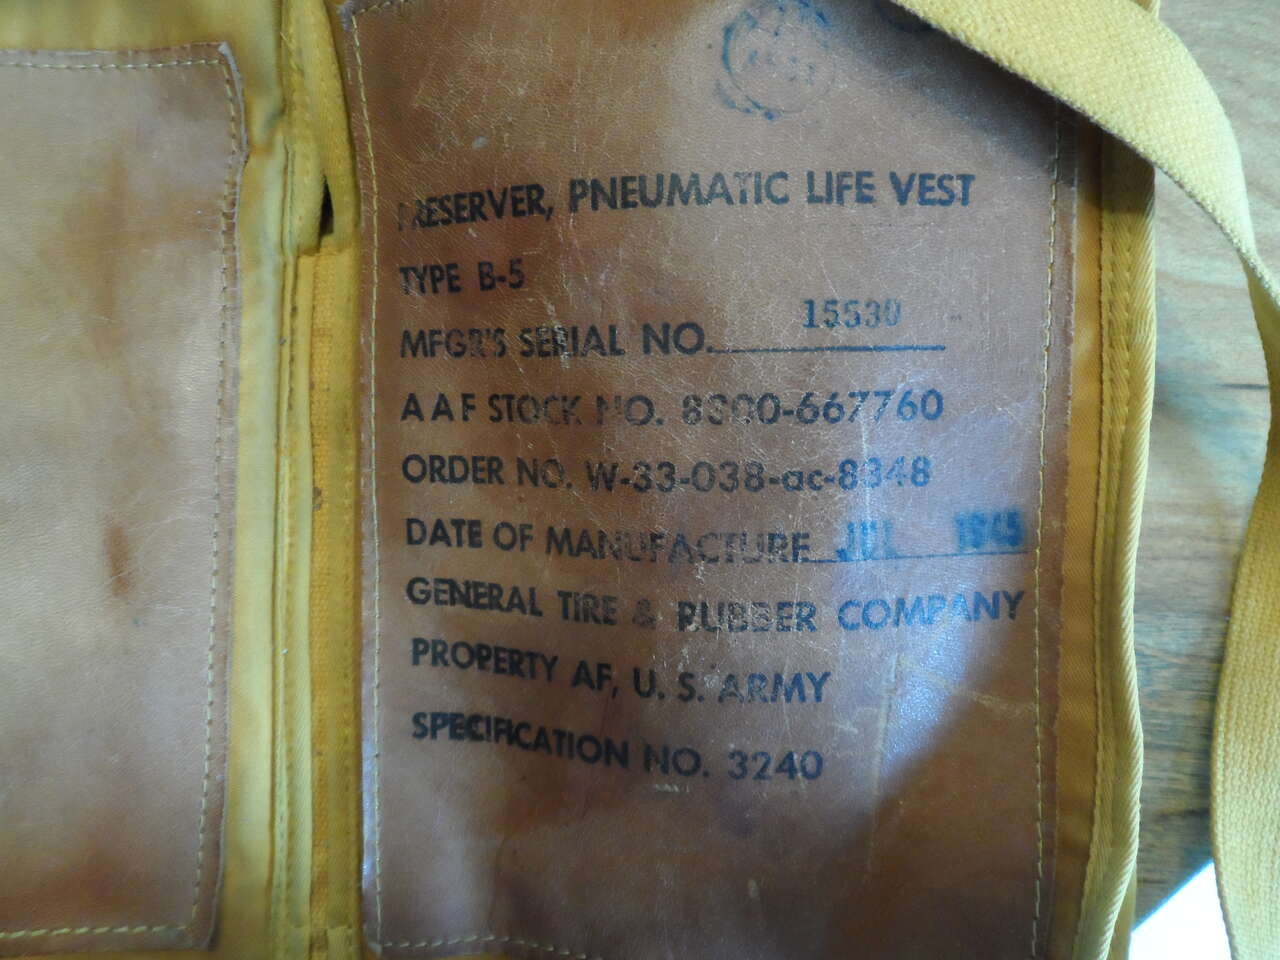 PRESERVER, PNEUMATIC LIFE VEST
TYPE B-5
MFGR'S SERIAL NO. 15530
AAF STOCK NO. 8300-667760
ORDER NO. W-33-038-ac-8348
DATE OF MANUFACTURE JUL 1945
GENERAL TIRE & RUBBER COMPANY
PROPERTY AF, U. S. ARMY
SPECIFICATION NO. 3240